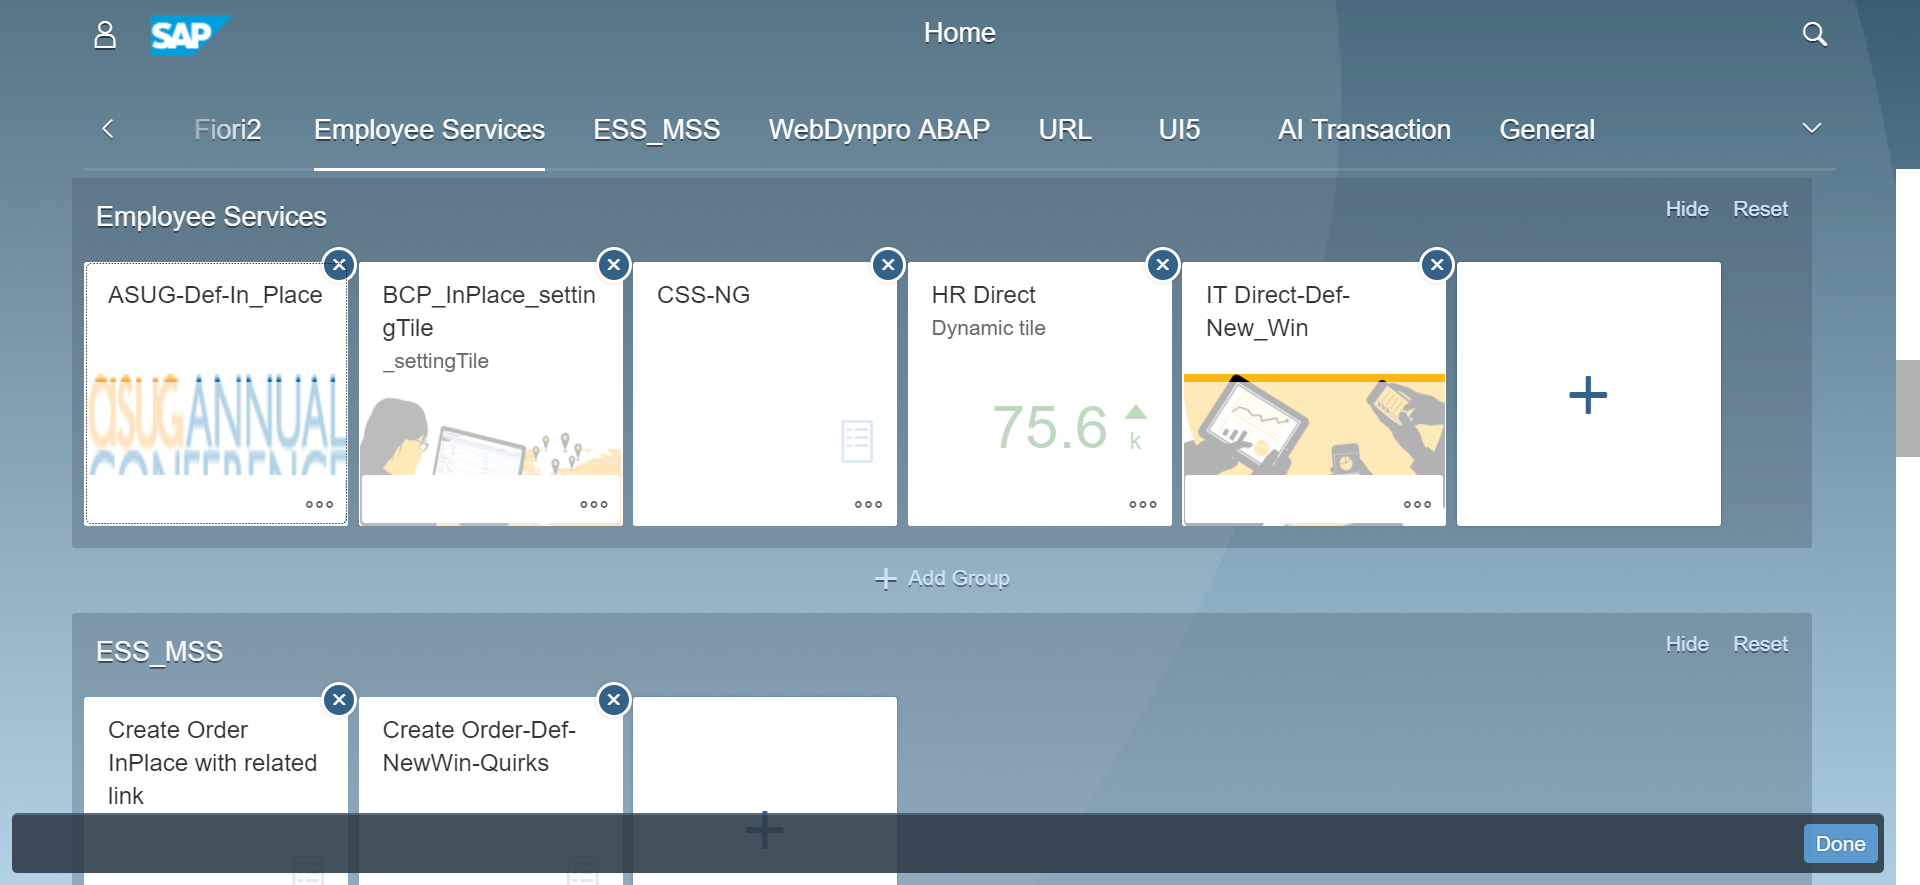 SAP
Home
Fiori2
Employee Services
ESS_MSS
WebDynpro ABAP
URL
UI5
AI Transaction
General
Employee Services
Hide
Reset
ASUG-Def-In_Place
asug ANNUAL
CONFERENCE
BCP_InPlace_settin
gTile
_settingTile
CSS-NG
HR Direct
Dynamic tile
75.6
k
IT Direct-Def-
New_Win
Add Group
ESS_MSS
Hide
Reset
Create Order
InPlace with related
link
Create Order-Def-
NewWin-Quirks
Done